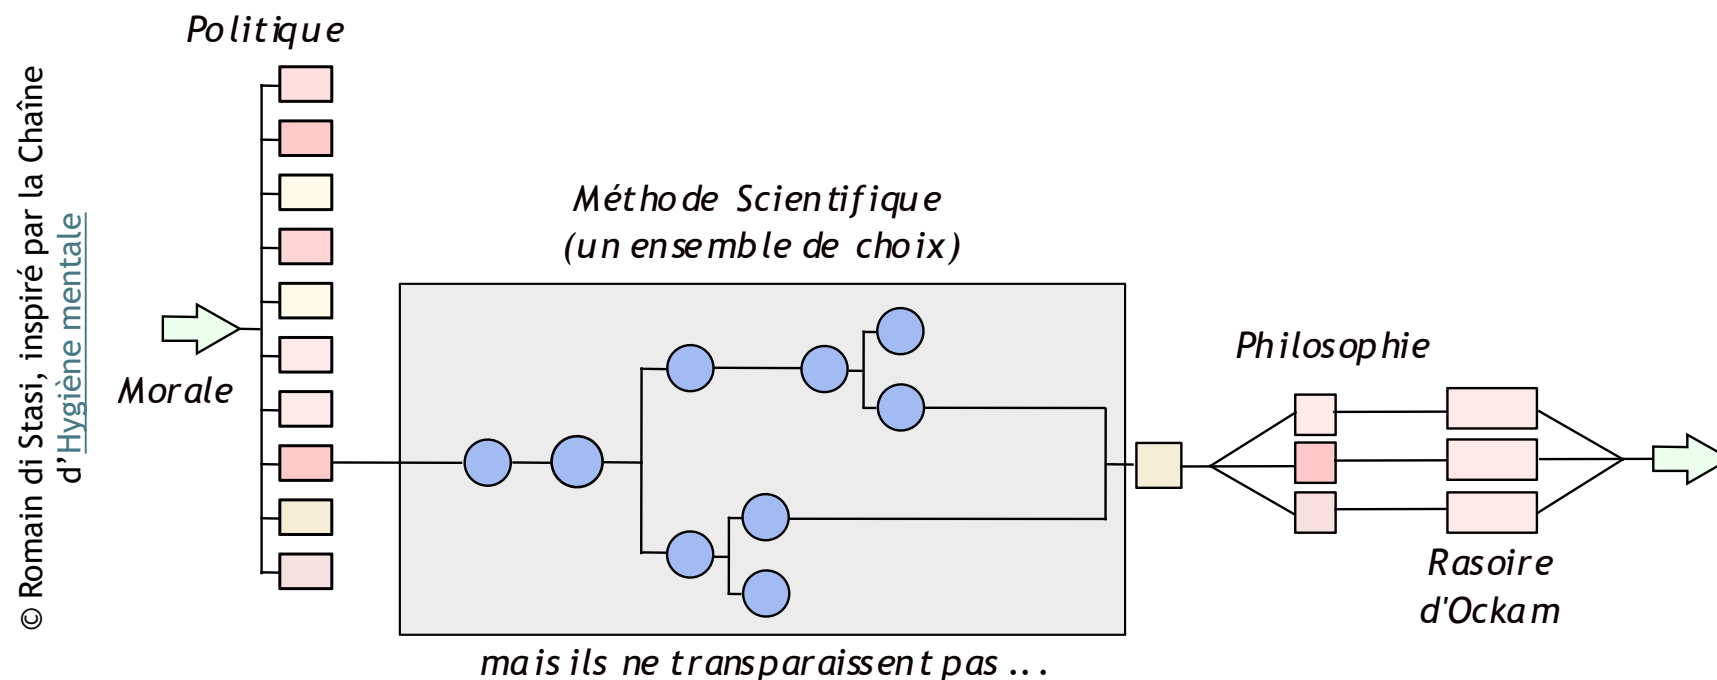 Politique
© Romain di Stasi, inspiré par la Chaîne
d’Hygiène mentale
Méthode Scientifique
(un ensemble de choix)
Morale
Philosophie
Rasoire
d'Ockam
mais ils ne transparaissent pas ...